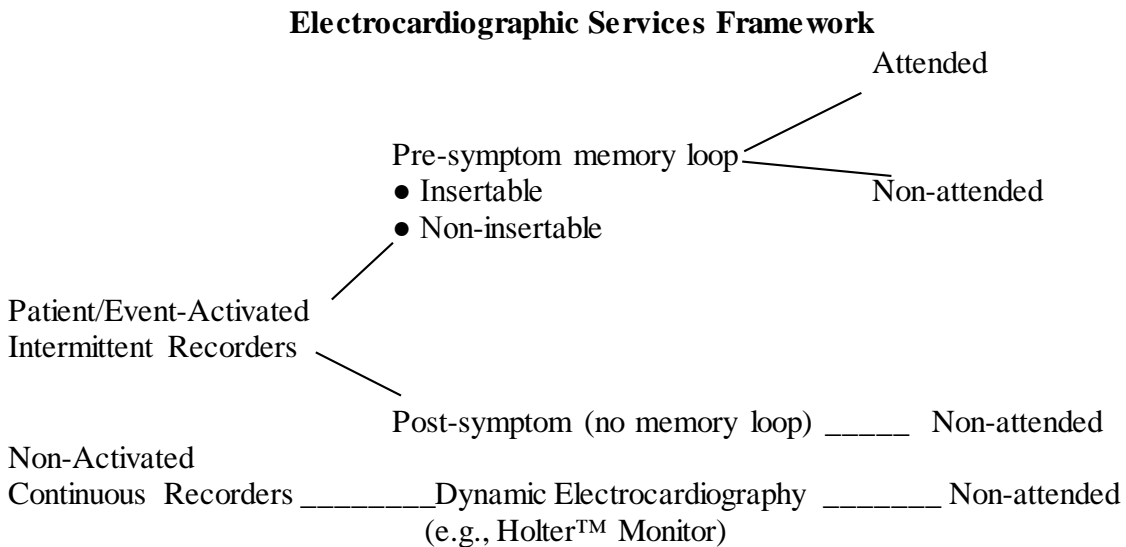 Electrocardiographic Services Framework
Attended
Pre-symptom memory loop
● Insertable
Non-attended
● Non-insertable
Patient/Event-Activated
Intermittent Recorders
Post-symptom (no memory loop) _____ Non-attended
Non-Activated
Continuous Recorders ________Dynamic Electrocardiography _______ Non-attended
(e.g., Holter™ Monitor)